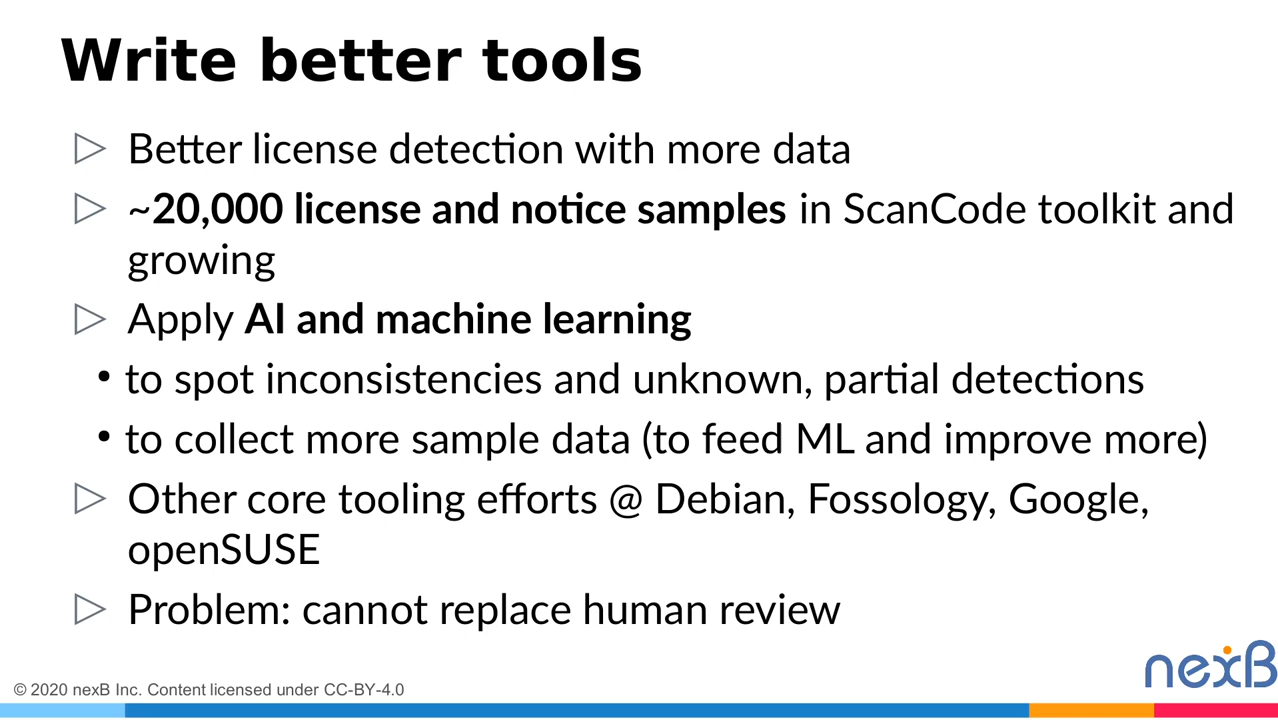 Write better tools
▷ Better license detection with more data
▷ ~20,000 license and notice samples in ScanCode toolkit and
growing
▷ Apply AI and machine learning
• to spot inconsistencies and unknown, partial detections
• to collect more sample data (to feed ML and improve more)
▷ Other core tooling efforts @ Debian, Fossology, Google,
openSUSE
▷ Problem: cannot replace human review
nexB
© 2020 nexB Inc. Content licensed under CC-BY-4.0